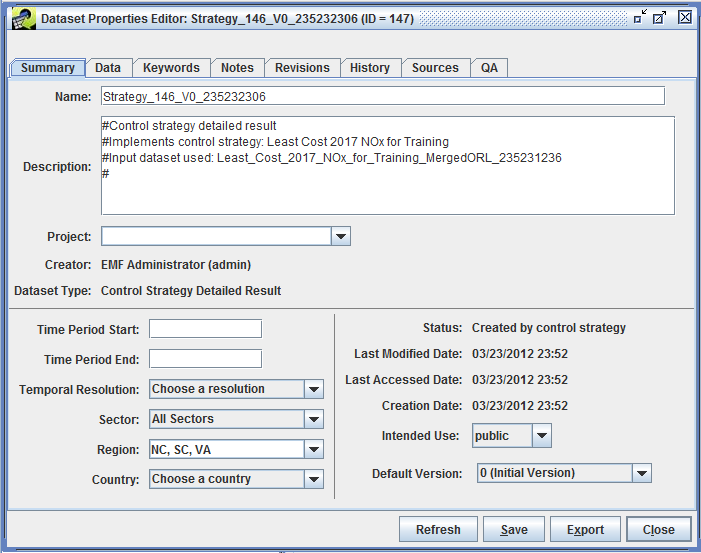 Dataset Properties Editor: Strategy_146_V0_235232306 (ID = 147)
Summary Data Keywords Notes Revisions History Sources QA
Name: Strategy_146_V0_235232306
Description: #Control strategy detailed result
#Implements control strategy: Least Cost 2017 NOx for Training
#Input dataset used: Least_Cost_2017_NOx_for_Training_MergedORL_235231236
#
Project:
Creator: EMF Administrator (admin)
Dataset Type: Control Strategy Detailed Result
Time Period Start:
Time Period End:
Temporal Resolution: Choose a resolution
Sector: All Sectors
Region: NC, SC, VA
Country: Choose a country
Status: Created by control strategy
Last Modified Date: 03/23/2012 23:52
Last Accessed Date: 03/23/2012 23:52
Creation Date: 03/23/2012 23:52
Intended Use: public
Default Version: 0 (Initial Version)
Refresh Save Export Close